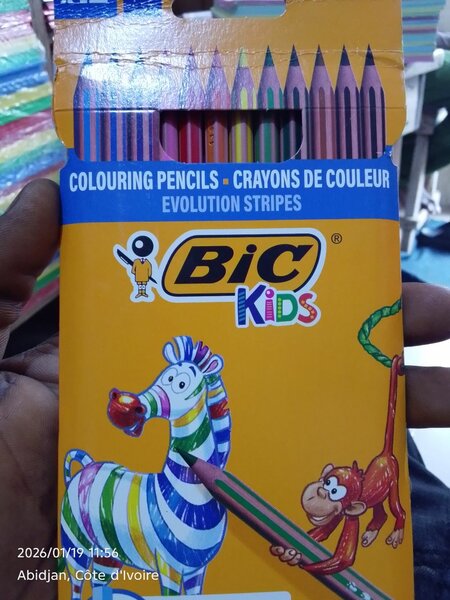 COLOURING PENCILS ▪ CRAYONS DE COULEUR
EVOLUTION STRIPES
BiC®
KiDS
2026/01/19 11:56
Abidjan, Côte d'Ivoire